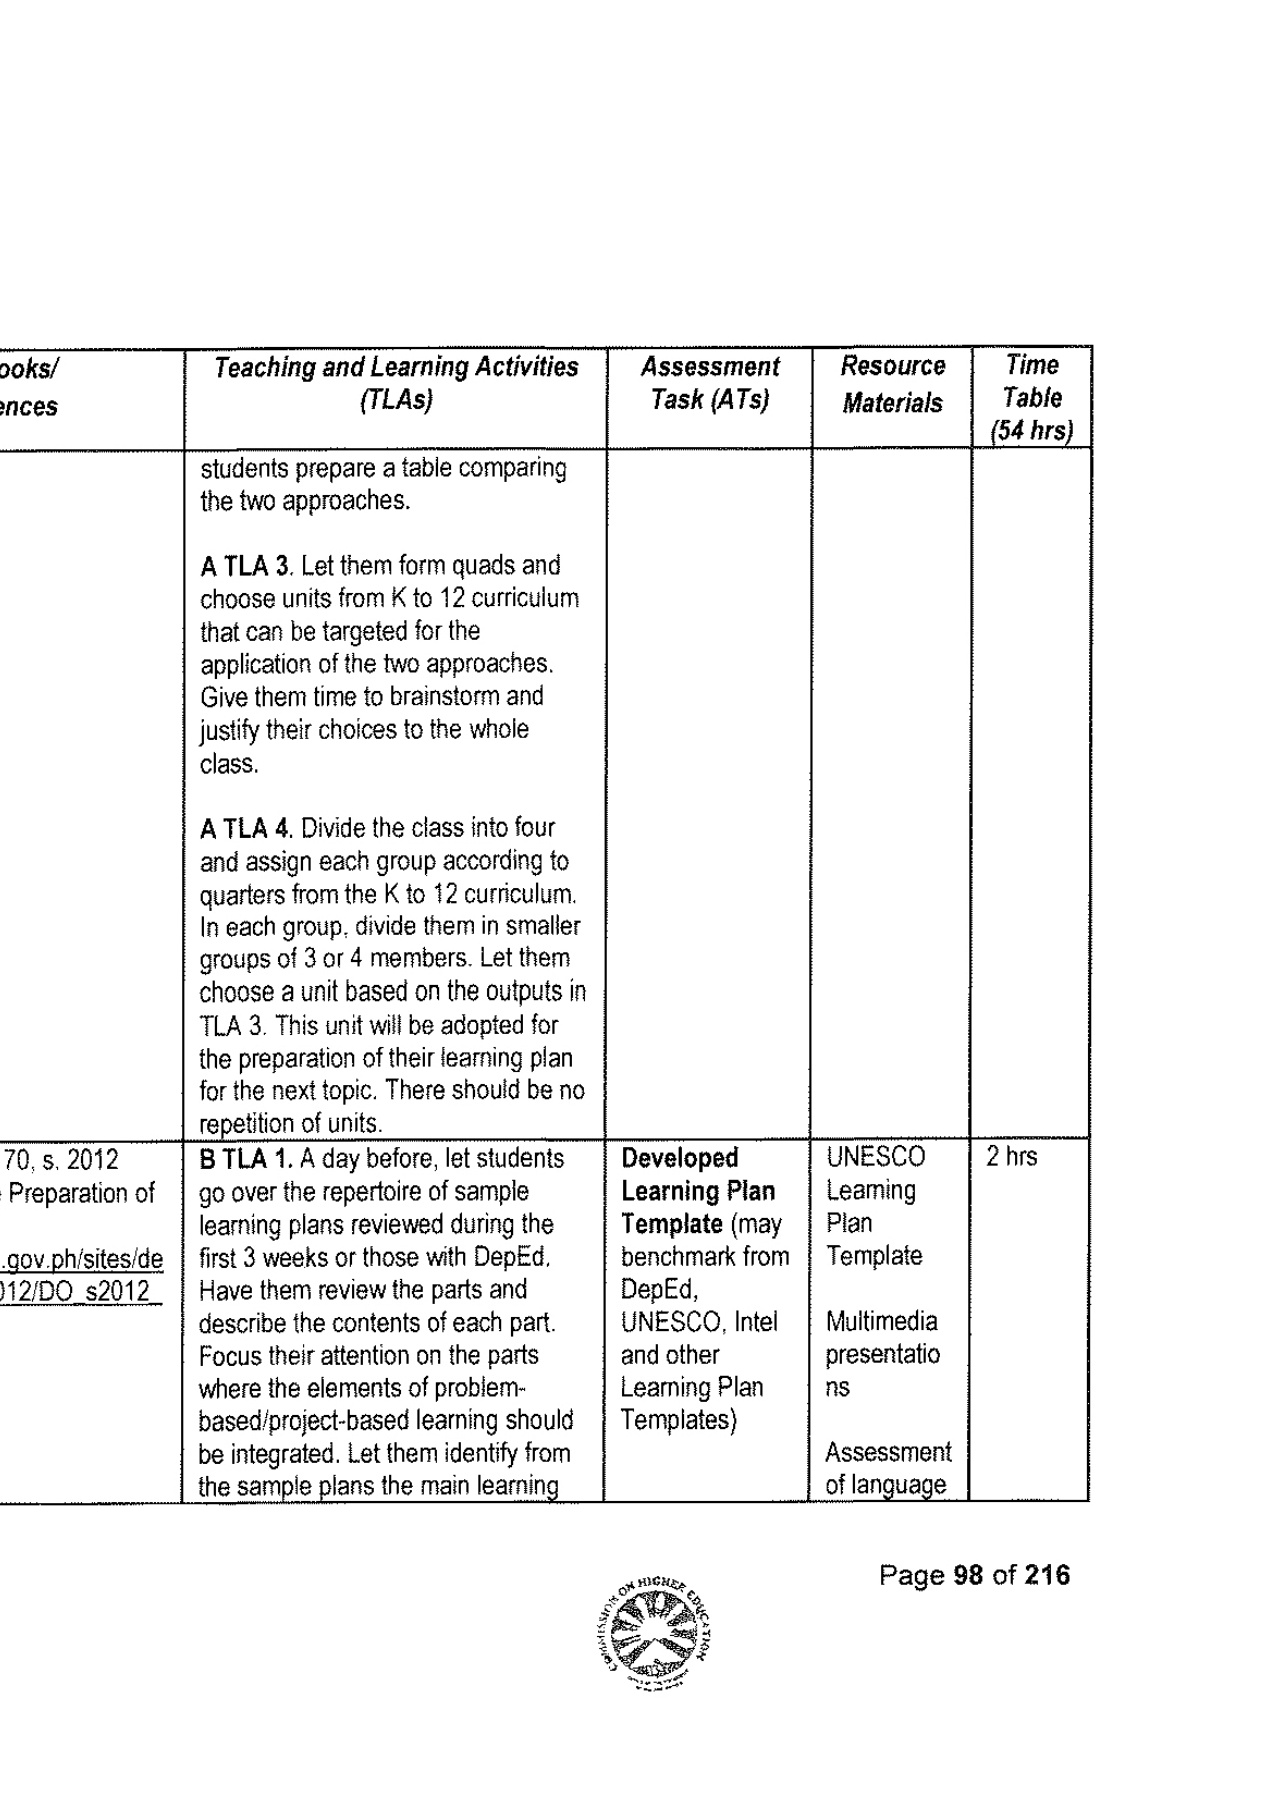 ooks/
ences
Teaching and Learning Activities
(TLAs)
Assessment
Task (ATs)
Resource
Materials
Time
Table
(54 hrs)
students prepare a table comparing
the two approaches.
A TLA 3. Let them form quads and
choose units from K to 12 curriculum
that can be targeted for the
application of the two approaches.
Give them time to brainstorm and
justify their choices to the whole
class.
A TLA 4. Divide the class into four
and assign each group according to
quarters from the K to 12 curriculum.
In each group, divide them in smaller
groups of 3 or 4 members. Let them
choose a unit based on the outputs in
TLA 3. This unit will be adopted for
the preparation of their learning plan
for the next topic. There should be no
repetition of units.
70, s. 2012
Preparation of
.gov.ph/sites/de
012/DO_s2012_
B TLA 1. A day before, let students
go over the repertoire of sample
learning plans reviewed during the
first 3 weeks or those with DepEd.
Have them review the parts and
describe the contents of each part.
Focus their attention on the parts
where the elements of problem-
based/project-based learning should
be integrated. Let them identify from
the sample plans the main learning
Developed
Learning Plan
Template (may
benchmark from
DepEd,
UNESCO, Intel
and other
Learning Plan
Templates)
UNESCO
Learning
Plan
Template
Multimedia
presentatio
ns
Assessment
of language
2 hrs
Page 98 of 216
COMMISSION ON HIGHER EDUCATION